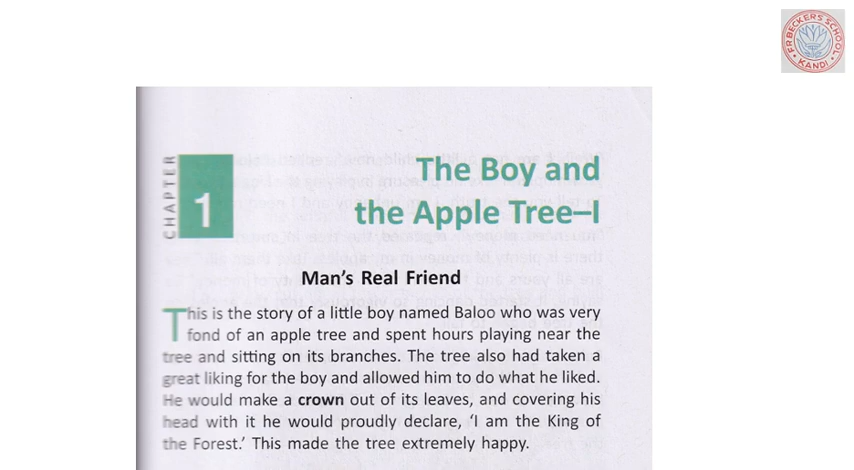 FRBECKERS SCHOOL
KANDI
CHAPTER
1
The Boy and
the Apple Tree–I
Man's Real Friend
This is the story of a little boy named Baloo who was very
fond of an apple tree and spent hours playing near the
tree and sitting on its branches. The tree also had taken a
great liking for the boy and allowed him to do what he liked.
He would make a crown out of its leaves, and covering his
head with it he would proudly declare, 'I am the King of
the Forest.' This made the tree extremely happy.